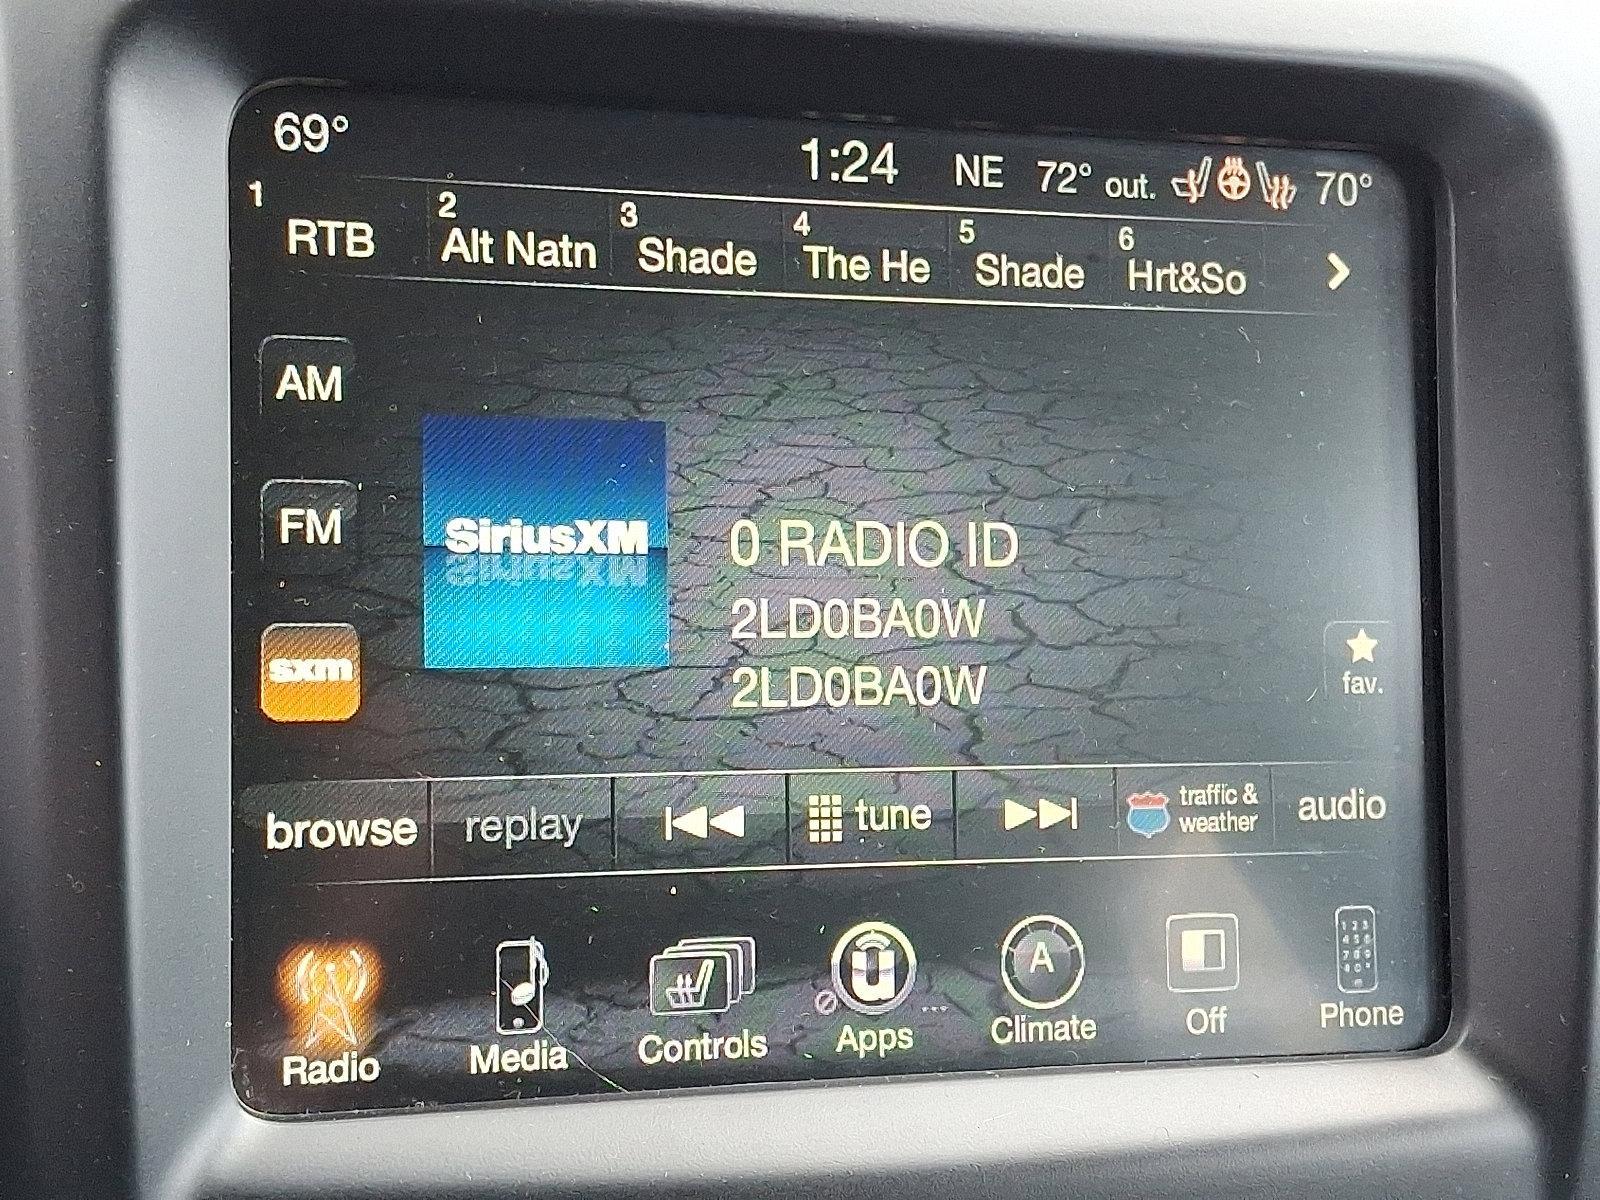 69°
1:24 NE 72° out. 70°
1 RTB
2 Alt Natn
3 Shade
4 The He
5 Shade
6 Hrt&So
AM
FM
sxm
SiriusXM
0 RADIO ID
2LD0BA0W
2LD0BA0W
fav.
browse
replay
tune
traffic &
weather
audio
Radio
Media
Controls
u
Apps
...
A
Climate
Off
Phone